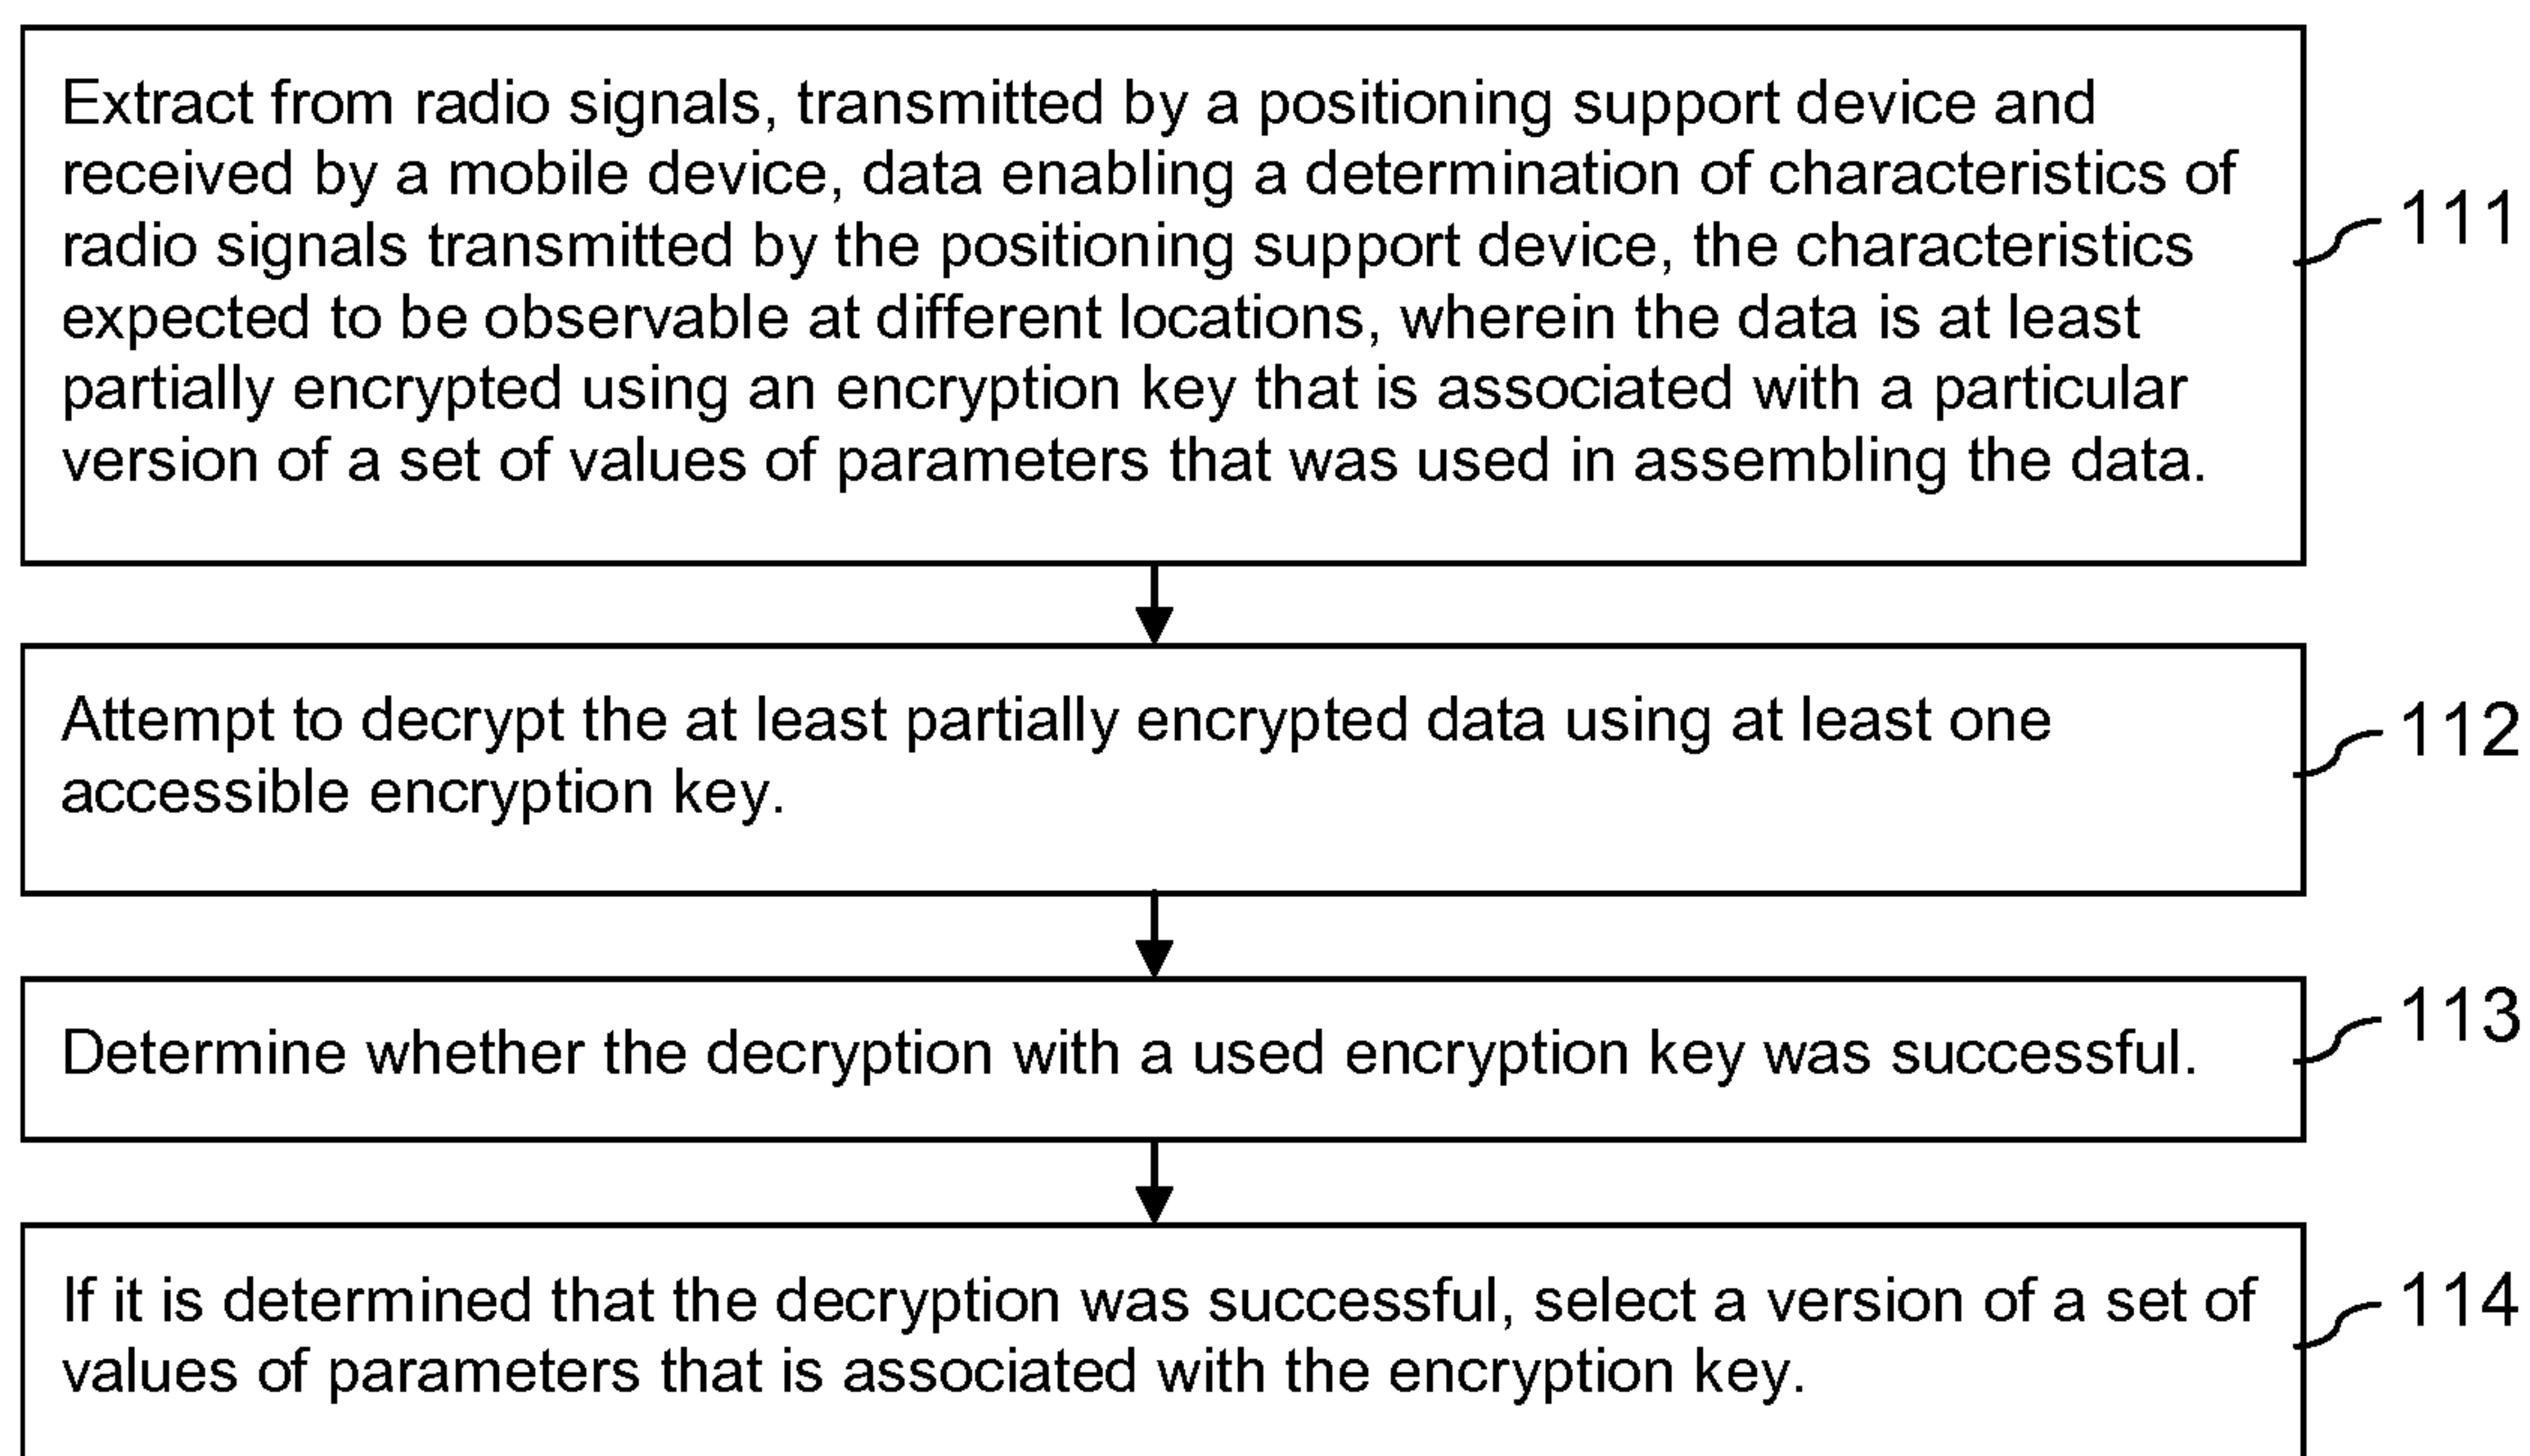 Extract from radio signals, transmitted by a positioning support device and
received by a mobile device, data enabling a determination of characteristics of
radio signals transmitted by the positioning support device, the characteristics
expected to be observable at different locations, wherein the data is at least
partially encrypted using an encryption key that is associated with a particular
version of a set of values of parameters that was used in assembling the data.
111
Attempt to decrypt the at least partially encrypted data using at least one
accessible encryption key.
112
Determine whether the decryption with a used encryption key was successful.
113
If it is determined that the decryption was successful, select a version of a set of
values of parameters that is associated with the encryption key.
114